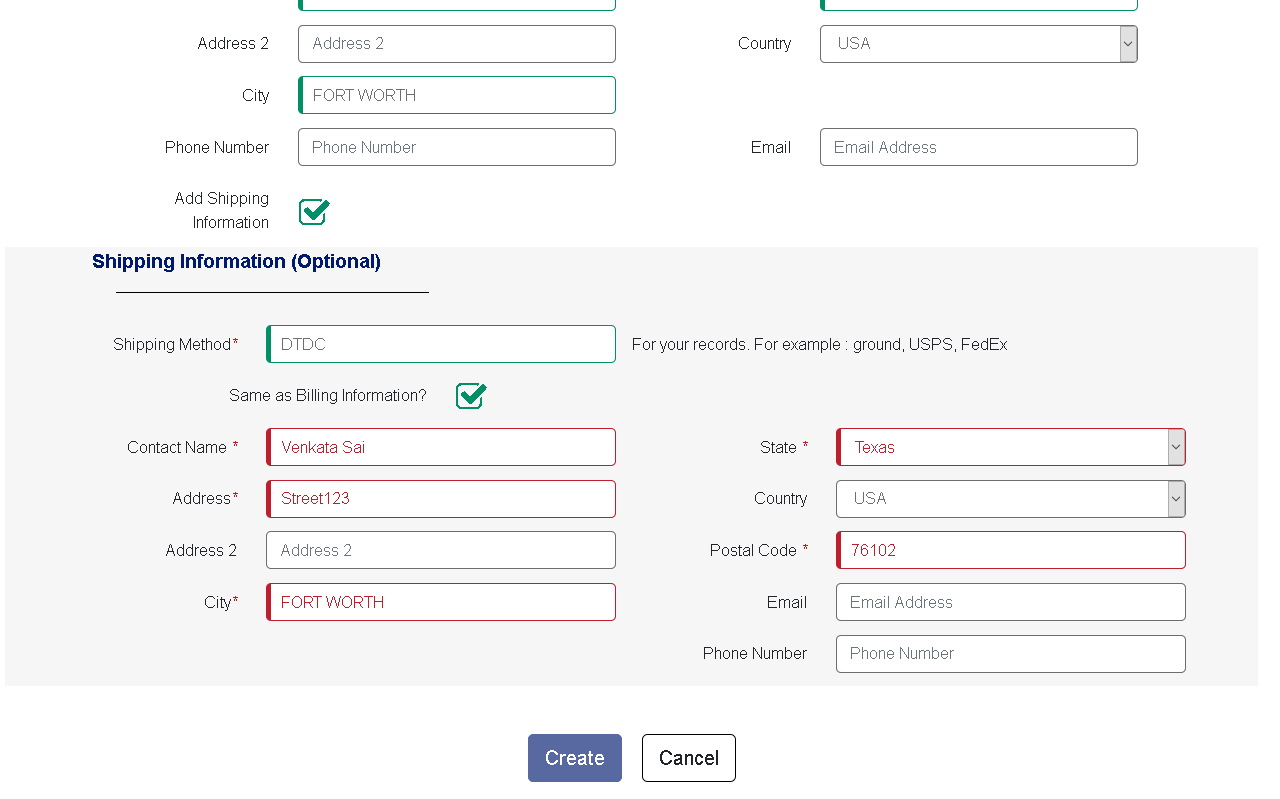 Address 2 Address 2 Country USA
City FORT WORTH
Phone Number Phone Number Email Email Address
Add Shipping
Information
Shipping Information (Optional)
Shipping Method* DTDC For your records. For example : ground, USPS, FedEx
Same as Billing Information?
Contact Name * Venkata Sai State * Texas
Address* Street123 Country USA
Address 2 Address 2 Postal Code * 76102
City* FORT WORTH Email Email Address
Phone Number Phone Number
Create Cancel